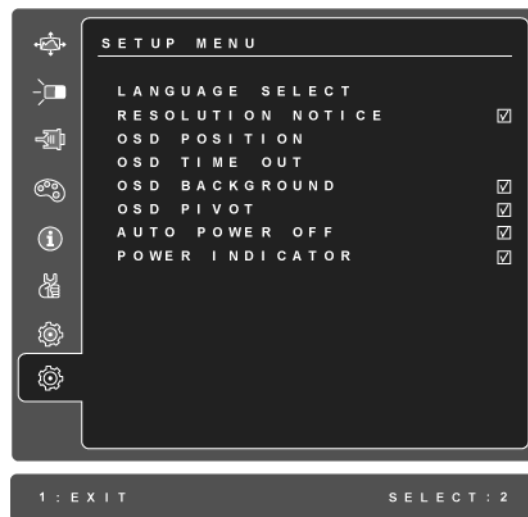 SETUP MENU
LANGUAGE SELECT
RESOLUTION NOTICE
OSD POSITION
OSD TIME OUT
OSD BACKGROUND
OSD PIVOT
AUTO POWER OFF
POWER INDICATOR
1:EXIT SELECT:2